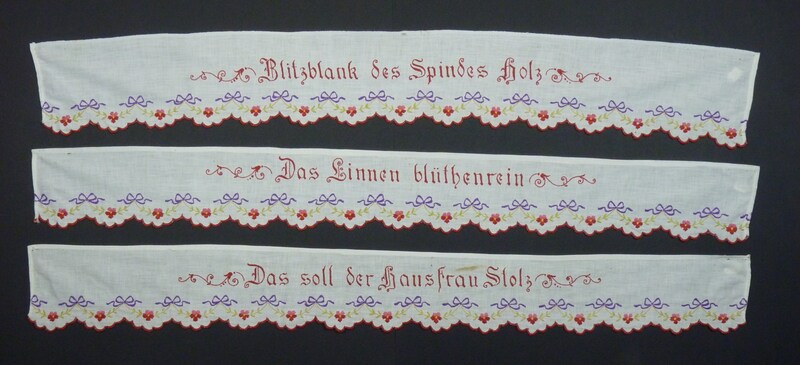 Blitzblank des Spindes Holz
Das Linnen blüthenrein
Das soll der Hausfrau Stolz